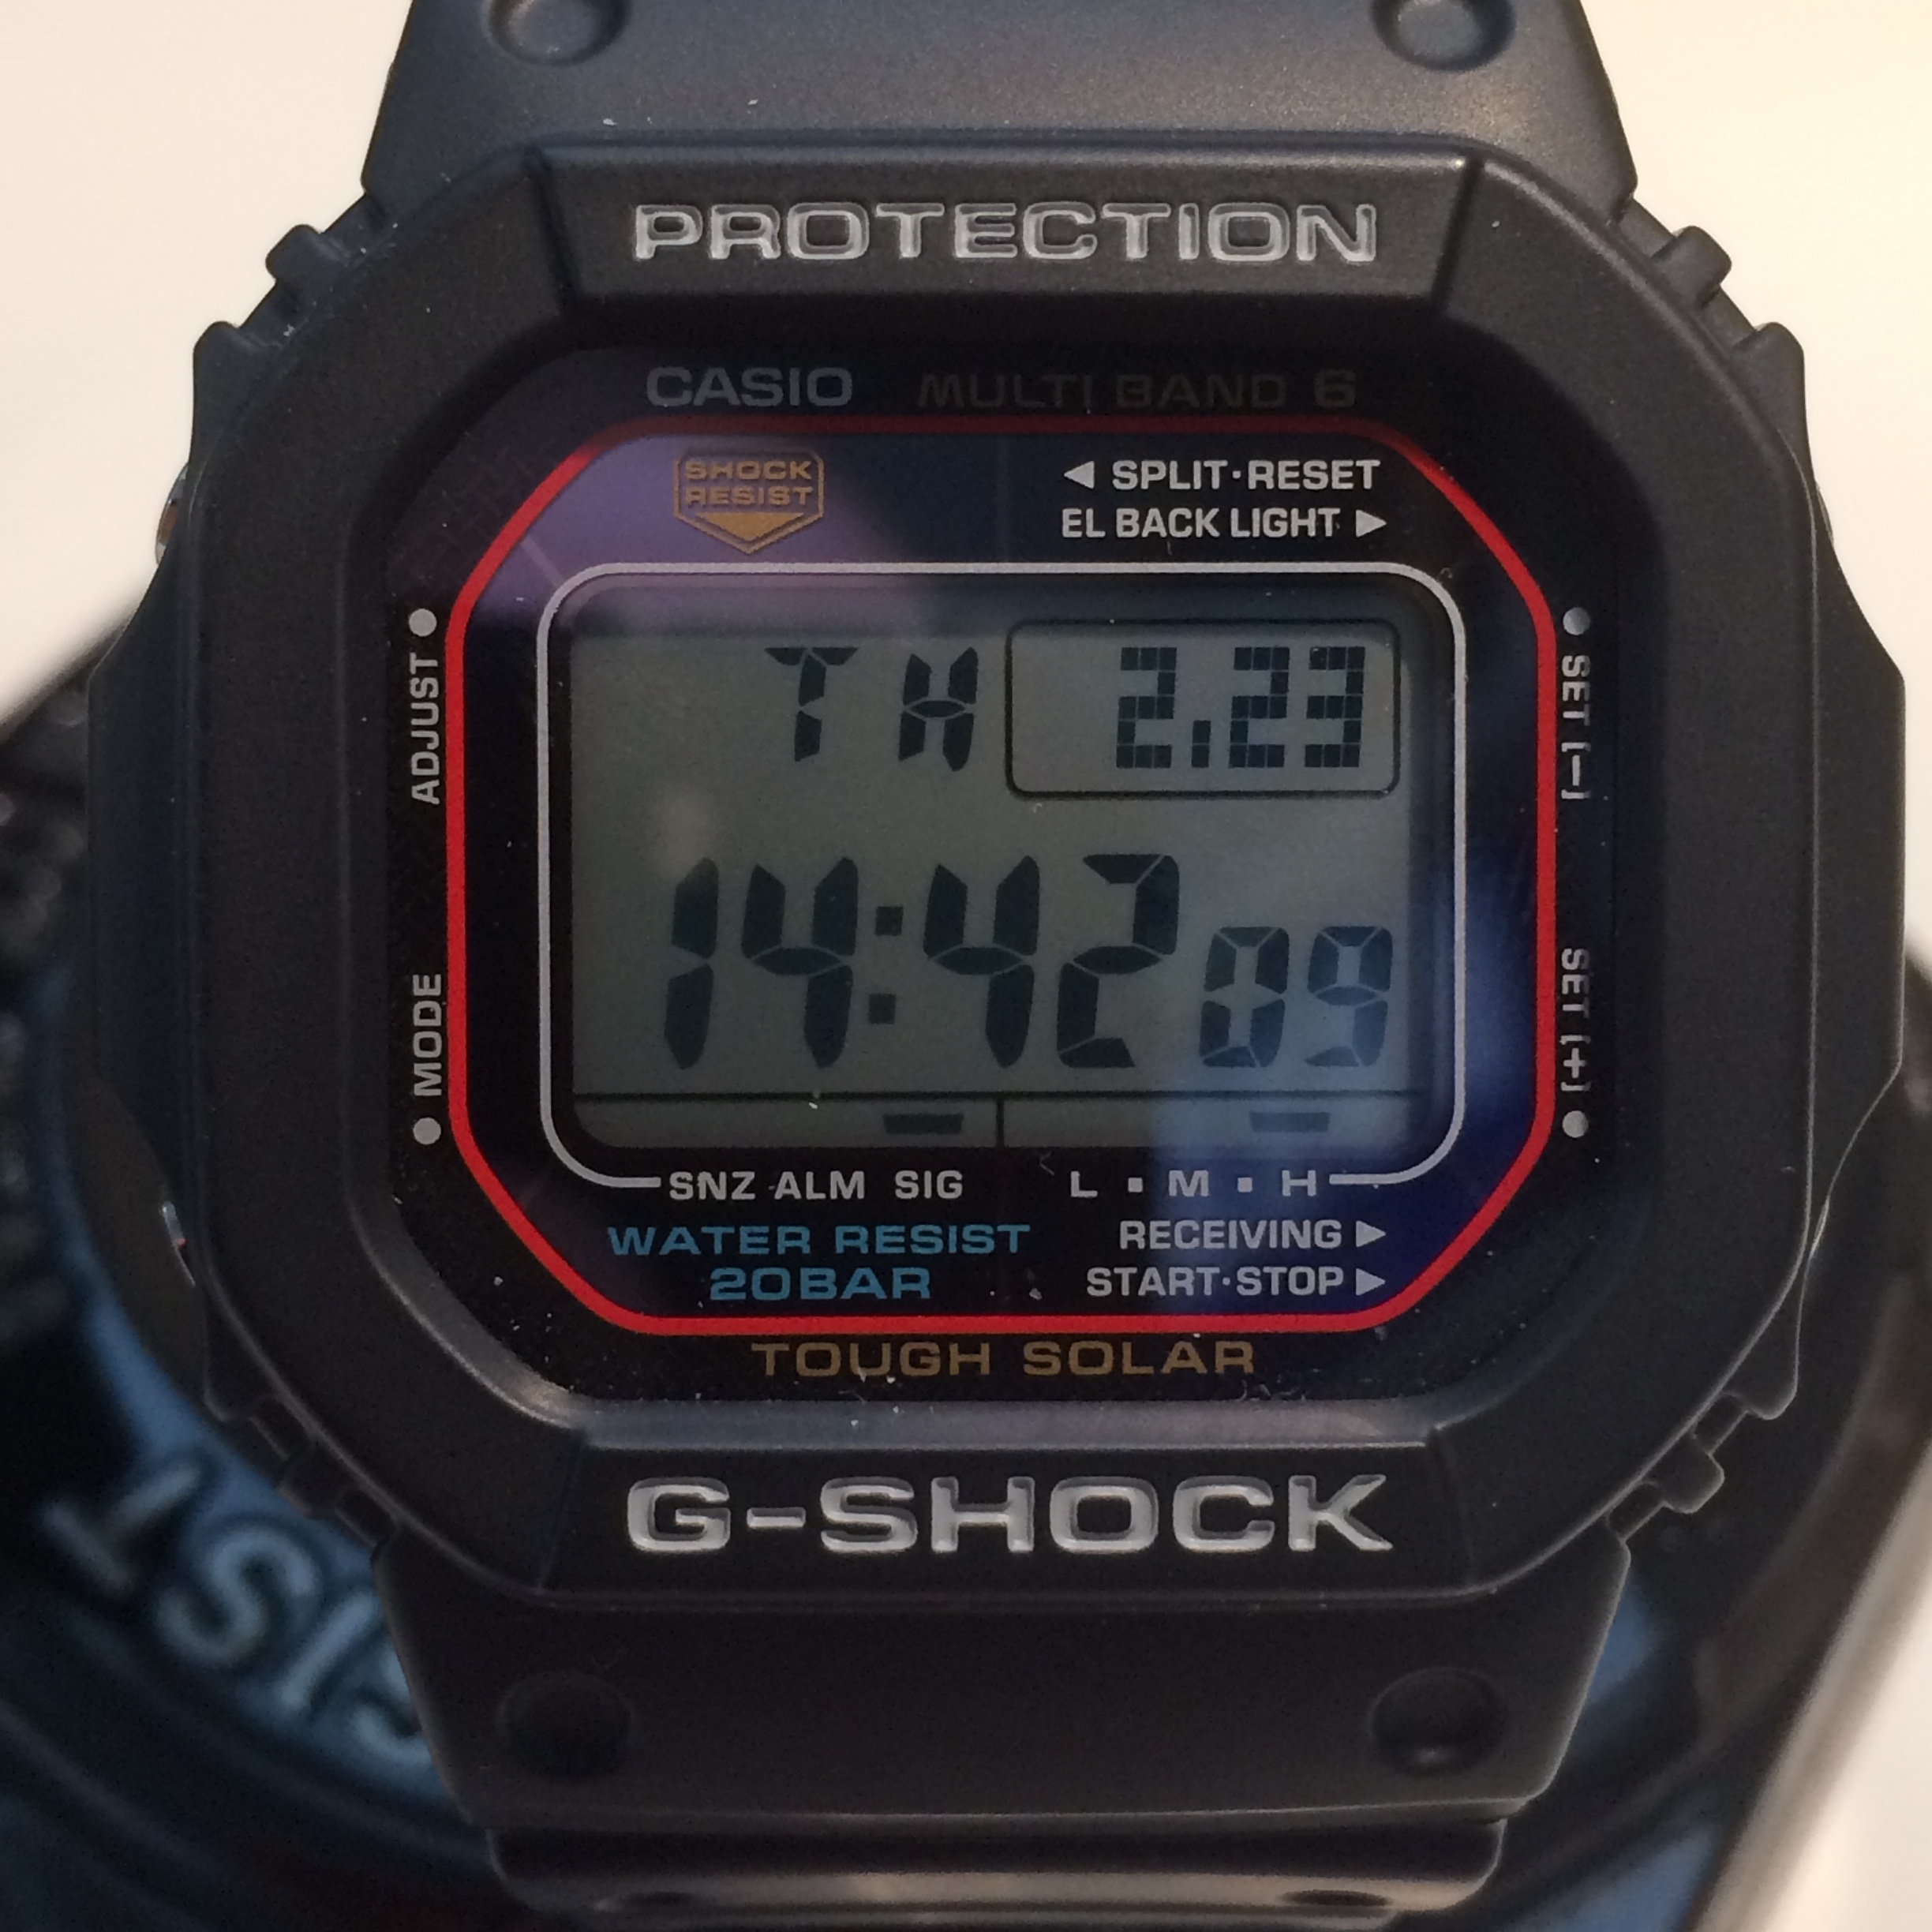 PROTECTION
CASIO MULTI BAND 6
SHOCK
RESIST
◀ SPLIT·RESET
EL BACK LIGHT ▶
ADJUST
SET [−]
TH 2.23
14:42 09
MODE
SET [+]
SNZ ALM SIG L ▪ M ▪ H
WATER RESIST
20BAR
RECEIVING ▶
START·STOP ▶
TOUGH SOLAR
G-SHOCK